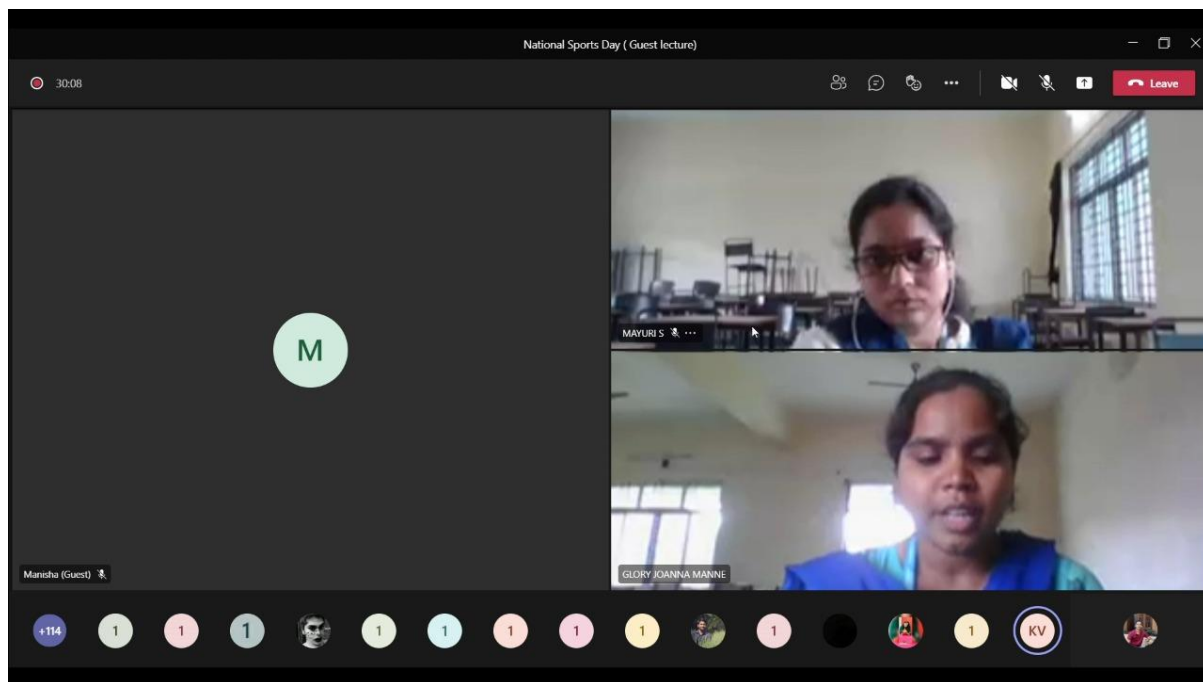 National Sports Day ( Guest lecture)
30:08
Leave
M
MAYURI S
Manisha (Guest)
GLORY JOANNA MANNE
+114
1
1
1
1
1
1
1
1
1
1
KV